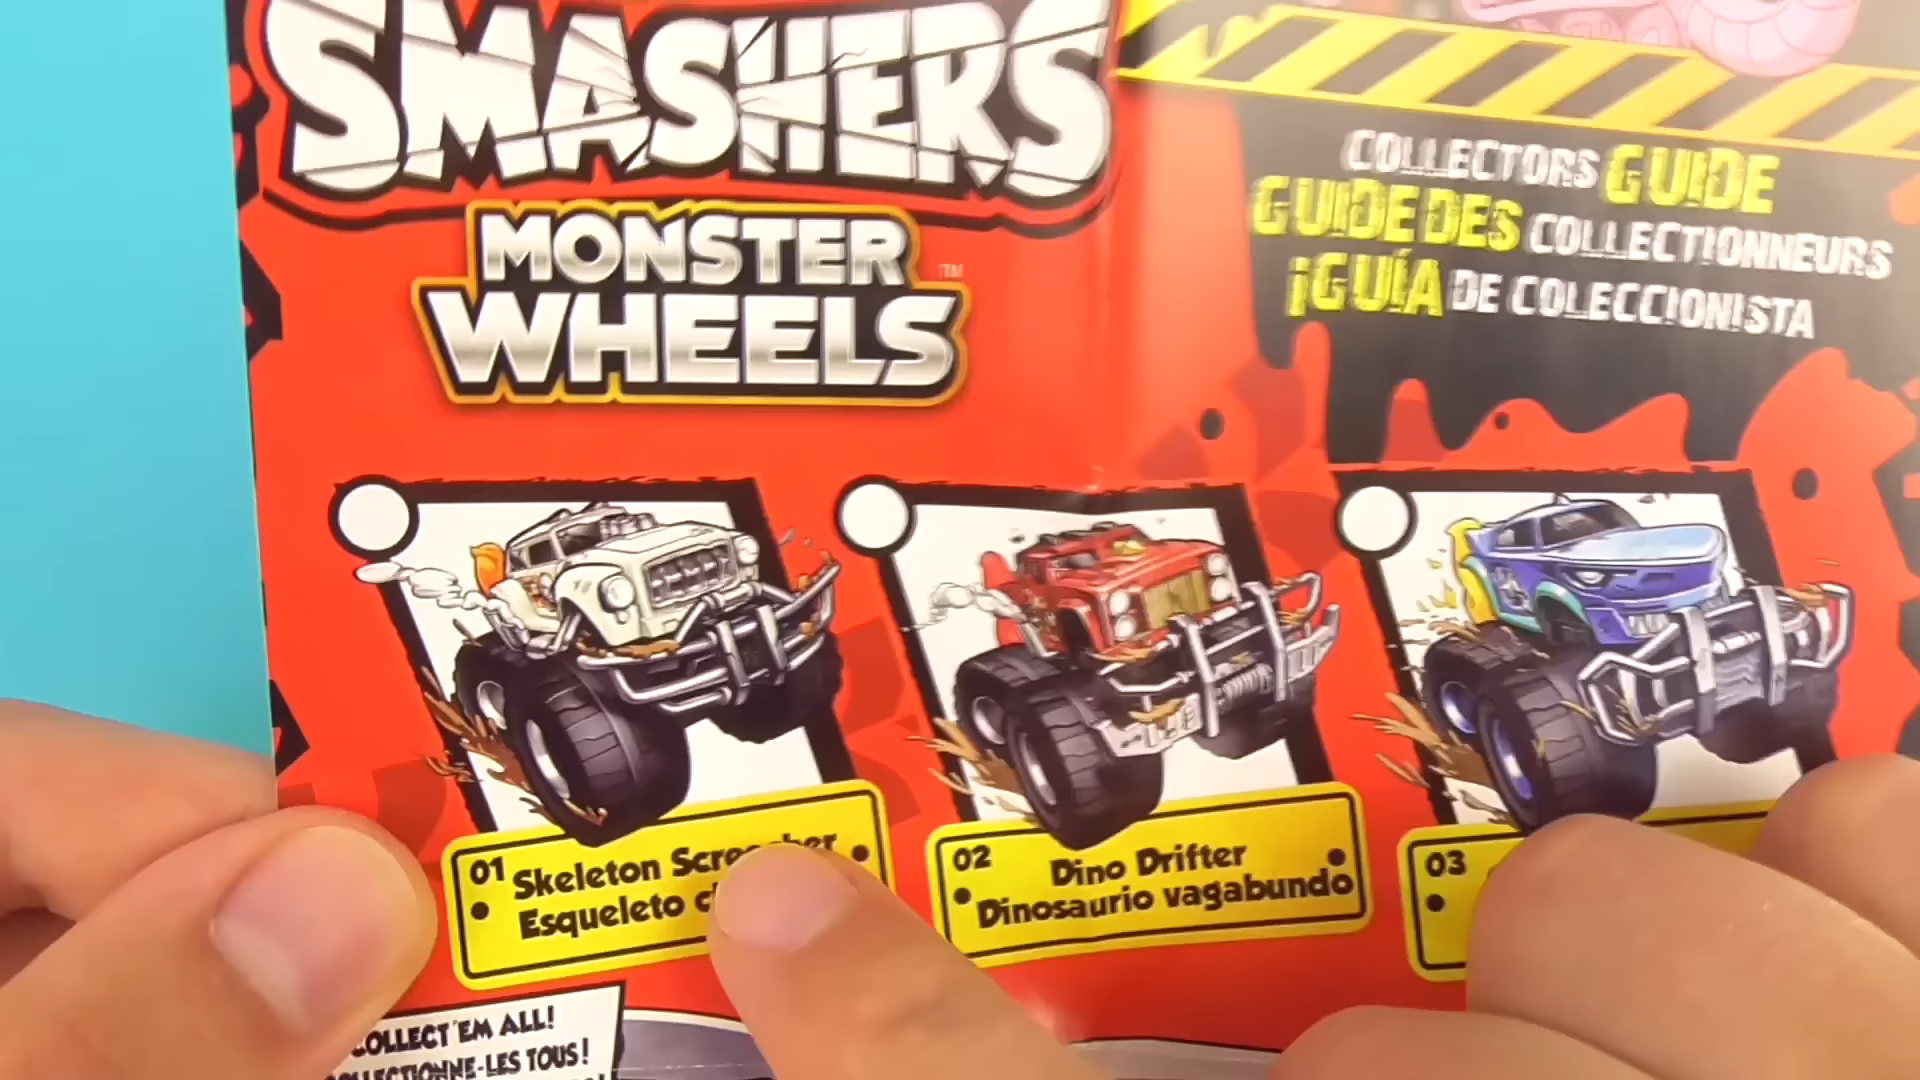 SMASHERS
MONSTER
WHEELS
TM
COLLECTORS GUIDE
GUIDE DES COLLECTIONNEURS
¡GUÍA DE COLECCIONISTA
01
Skeleton
Esqueleto
02
Dino Drifter
Dinosaurio vagabundo
03
COLLECT 'EM ALL!
COLLECTIONNE-LES TOUS!